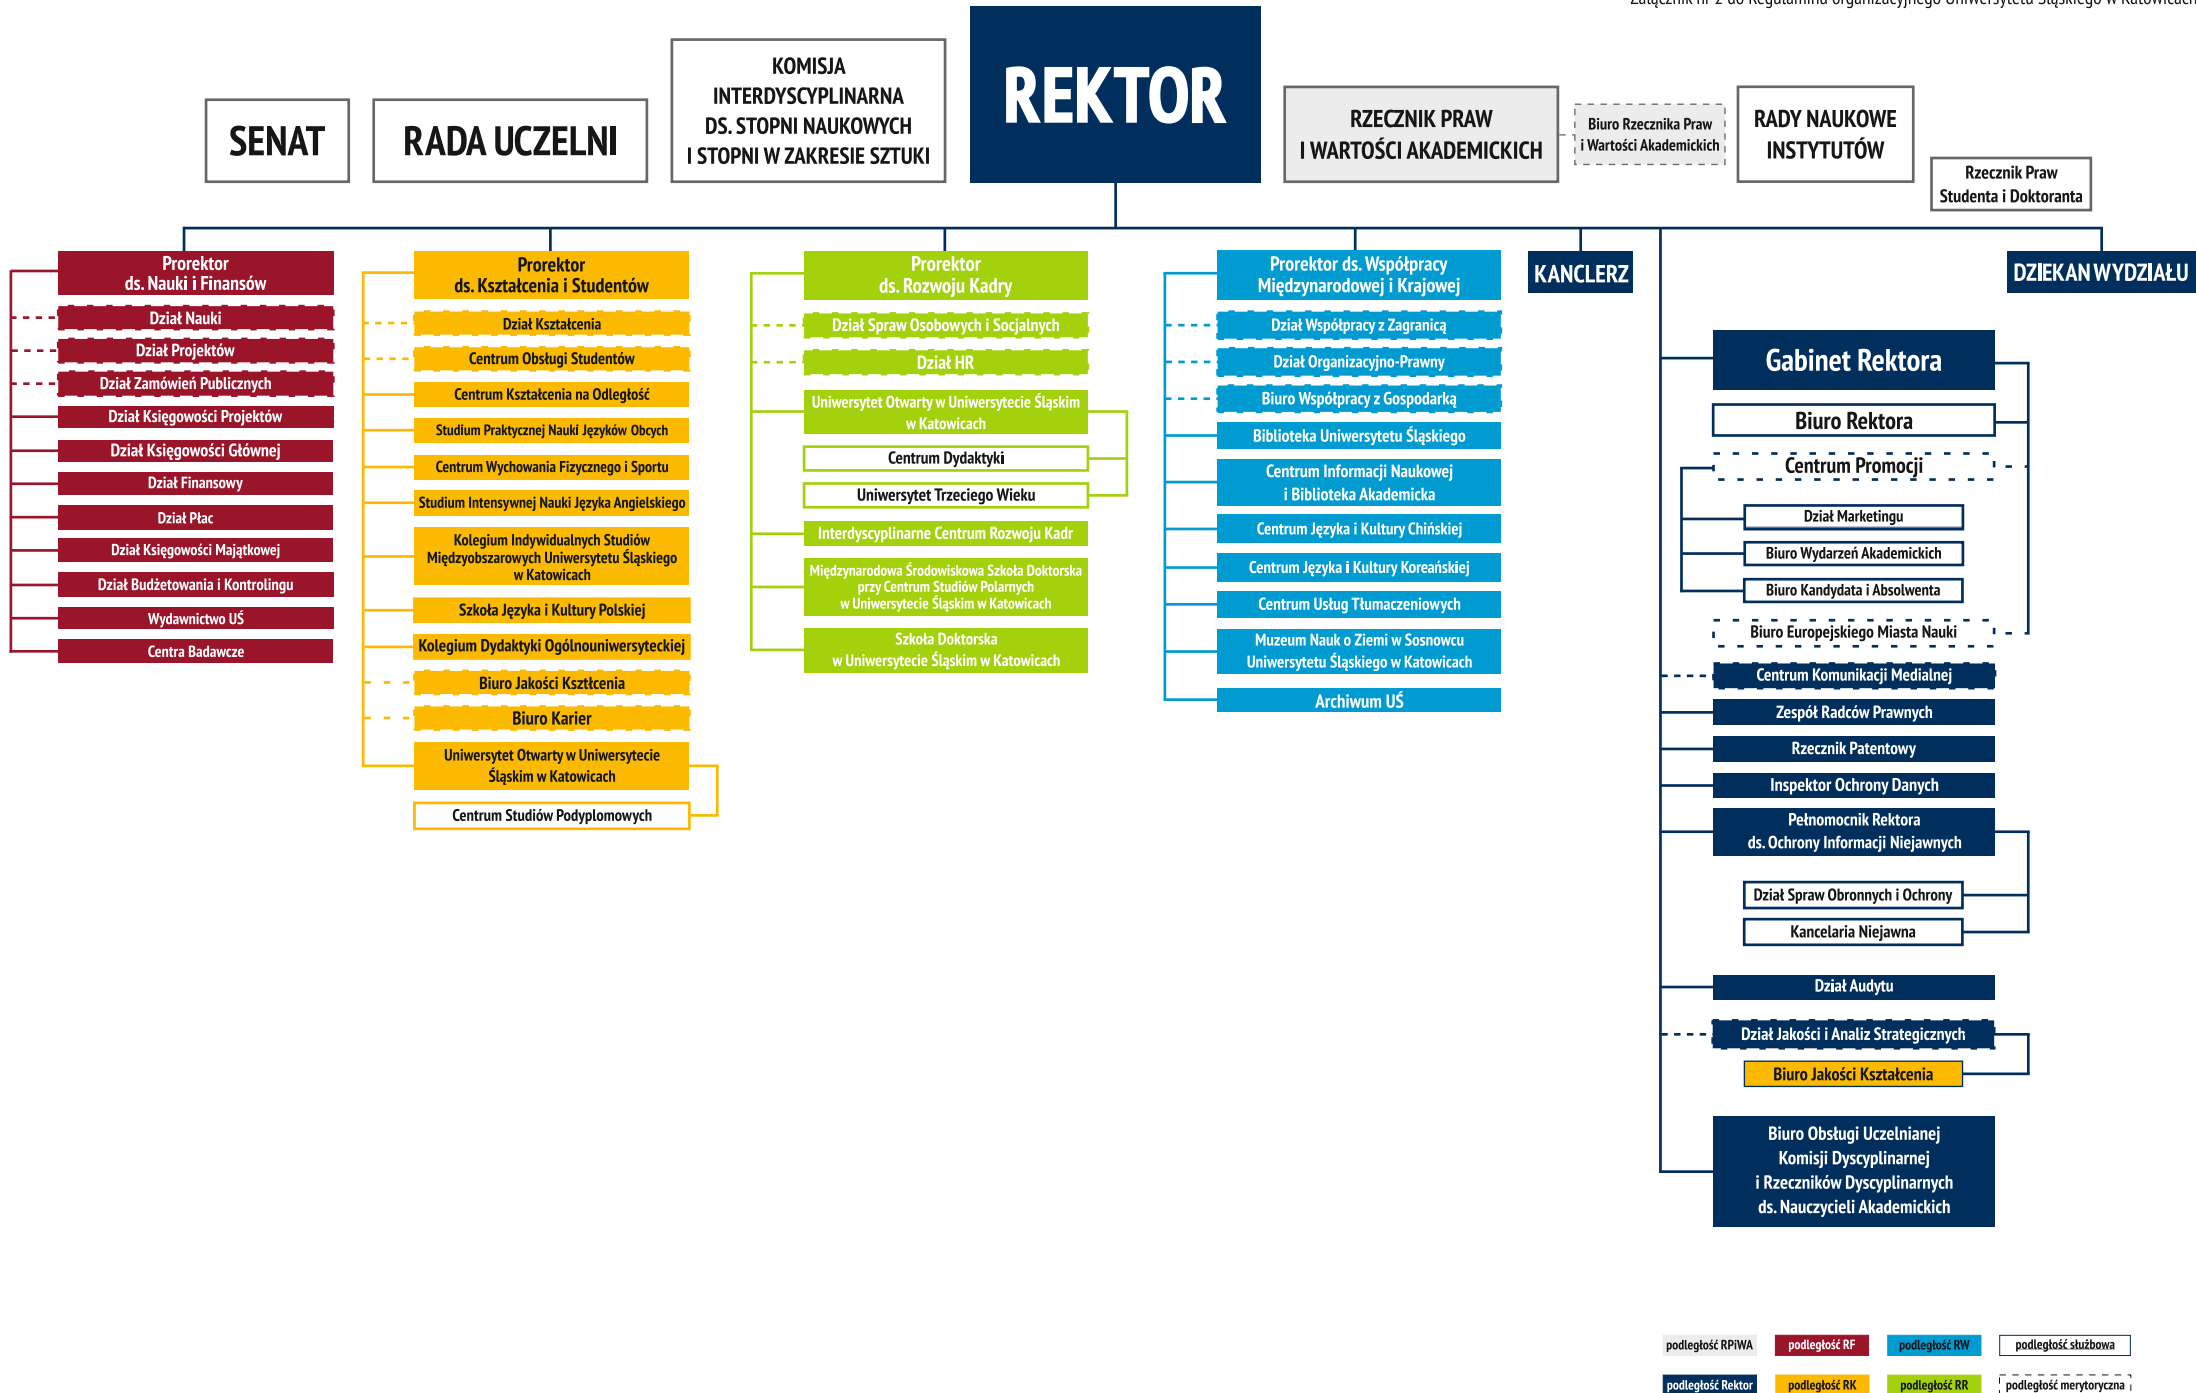 Załącznik nr 2 do Regulaminu organizacyjnego Uniwersytetu Śląskiego w Katowicach
SENAT
RADA UCZELNI
KOMISJA
INTERDYSCYPLINARNA
DS. STOPNI NAUKOWYCH
I STOPNI W ZAKRESIE SZTUKI
REKTOR
RZECZNIK PRAW
I WARTOŚCI AKADEMICKICH
Biuro Rzecznika Praw
i Wartości Akademickich
RADY NAUKOWE
INSTYTUTÓW
Rzecznik Praw
Studenta i Doktoranta
Prorektor
ds. Nauki i Finansów
Dział Nauki
Dział Projektów
Dział Zamówień Publicznych
Dział Księgowości Projektów
Dział Księgowości Głównej
Dział Finansowy
Dział Płac
Dział Księgowości Majątkowej
Dział Budżetowania i Kontrolingu
Wydawnictwo UŚ
Centra Badawcze
Prorektor
ds. Kształcenia i Studentów
Dział Kształcenia
Centrum Obsługi Studentów
Centrum Kształcenia na Odległość
Studium Praktycznej Nauki Języków Obcych
Centrum Wychowania Fizycznego i Sportu
Studium Intensywnej Nauki Języka Angielskiego
Kolegium Indywidualnych Studiów
Międzyobszarowych Uniwersytetu Śląskiego
w Katowicach
Szkoła Języka i Kultury Polskiej
Kolegium Dydaktyki Ogólnouniwersyteckiej
Biuro Jakości Kształcenia
Biuro Karier
Uniwersytet Otwarty w Uniwersytecie
Śląskim w Katowicach
Centrum Studiów Podyplomowych
Prorektor
ds. Rozwoju Kadry
Dział Spraw Osobowych i Socjalnych
Dział HR
Uniwersytet Otwarty w Uniwersytecie Śląskim
w Katowicach
Centrum Dydaktyki
Uniwersytet Trzeciego Wieku
Interdyscyplinarne Centrum Rozwoju Kadr
Międzynarodowa Środowiskowa Szkoła Doktorska
przy Centrum Studiów Polarnych
w Uniwersytecie Śląskim w Katowicach
Szkoła Doktorska
w Uniwersytecie Śląskim w Katowicach
Prorektor ds. Współpracy
Międzynarodowej i Krajowej
Dział Współpracy z Zagranicą
Dział Organizacyjno-Prawny
Biuro Współpracy z Gospodarką
Biblioteka Uniwersytetu Śląskiego
Centrum Informacji Naukowej
i Biblioteka Akademicka
Centrum Języka i Kultury Chińskiej
Centrum Języka i Kultury Koreańskiej
Centrum Usług Tłumaczeniowych
Muzeum Nauk o Ziemi w Sosnowcu
Uniwersytetu Śląskiego w Katowicach
Archiwum UŚ
KANCLERZ
DZIEKAN WYDZIAŁU
Gabinet Rektora
Biuro Rektora
Centrum Promocji
Dział Marketingu
Biuro Wydarzeń Akademickich
Biuro Kandydata i Absolwenta
Biuro Europejskiego Miasta Nauki
Centrum Komunikacji Medialnej
Zespół Radców Prawnych
Rzecznik Patentowy
Inspektor Ochrony Danych
Pełnomocnik Rektora
ds. Ochrony Informacji Niejawnych
Dział Spraw Obronnych i Ochrony
Kancelaria Niejawna
Dział Audytu
Dział Jakości i Analiz Strategicznych
Biuro Jakości Kształcenia
Biuro Obsługi Uczelnianej
Komisji Dyscyplinarnej
i Rzeczników Dyscyplinarnych
ds. Nauczycieli Akademickich
podległość RPiWA
podległość RF
podległość RW
podległość służbowa
podległość Rektor
podległość RK
podległość RR
podległość merytoryczna